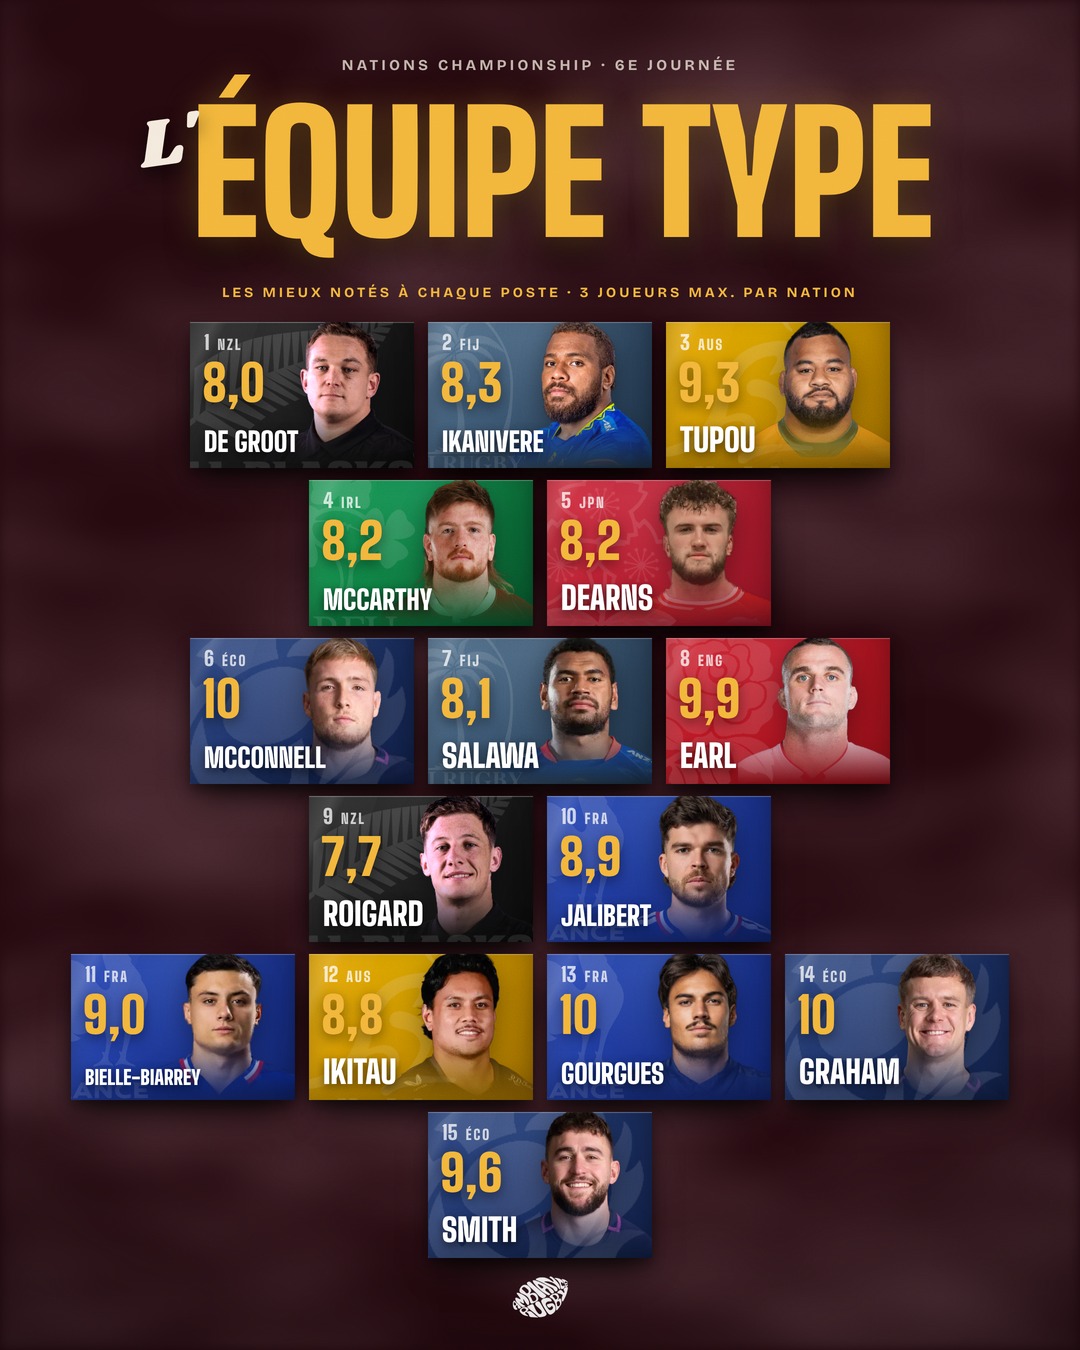 NATIONS CHAMPIONSHIP · 6E JOURNÉE
L'ÉQUIPE TYPE
LES MIEUX NOTÉS À CHAQUE POSTE · 3 JOUEURS MAX. PAR NATION
1 NZL
8,0
DE GROOT
2 FIJ
8,3
IKANIVERE
3 AUS
9,3
TUPOU
4 IRL
8,2
MCCARTHY
5 JPN
8,2
DEARNS
6 ÉCO
10
MCCONNELL
7 FIJ
8,1
SALAWA
8 ENG
9,9
EARL
9 NZL
7,7
ROIGARD
10 FRA
8,9
JALIBERT
11 FRA
9,0
BIELLE-BIARREY
12 AUS
8,8
IKITAU
13 FRA
10
GOURGUES
14 ÉCO
10
GRAHAM
15 ÉCO
9,6
SMITH
AMBIANCE RUGBY